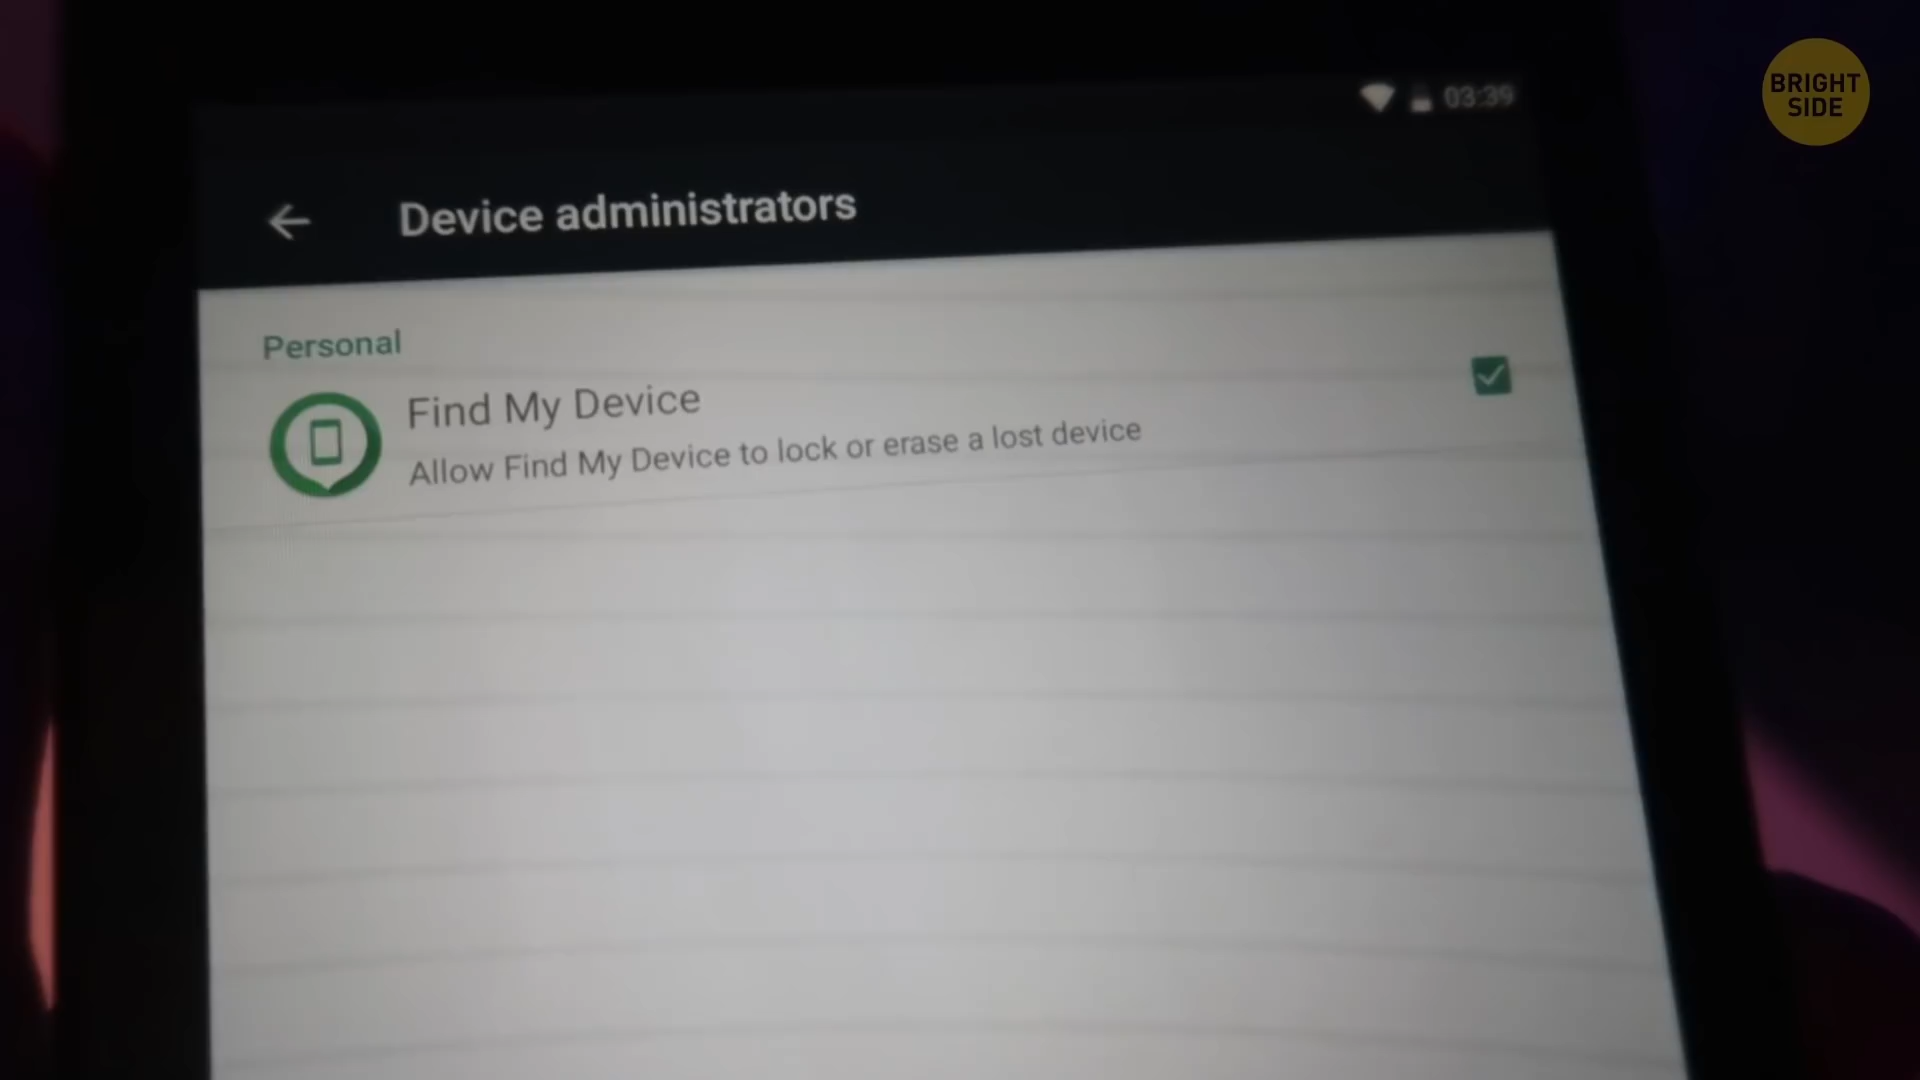 BRIGHT
SIDE
03:39
Device administrators
Personal
Find My Device
Allow Find My Device to lock or erase a lost device